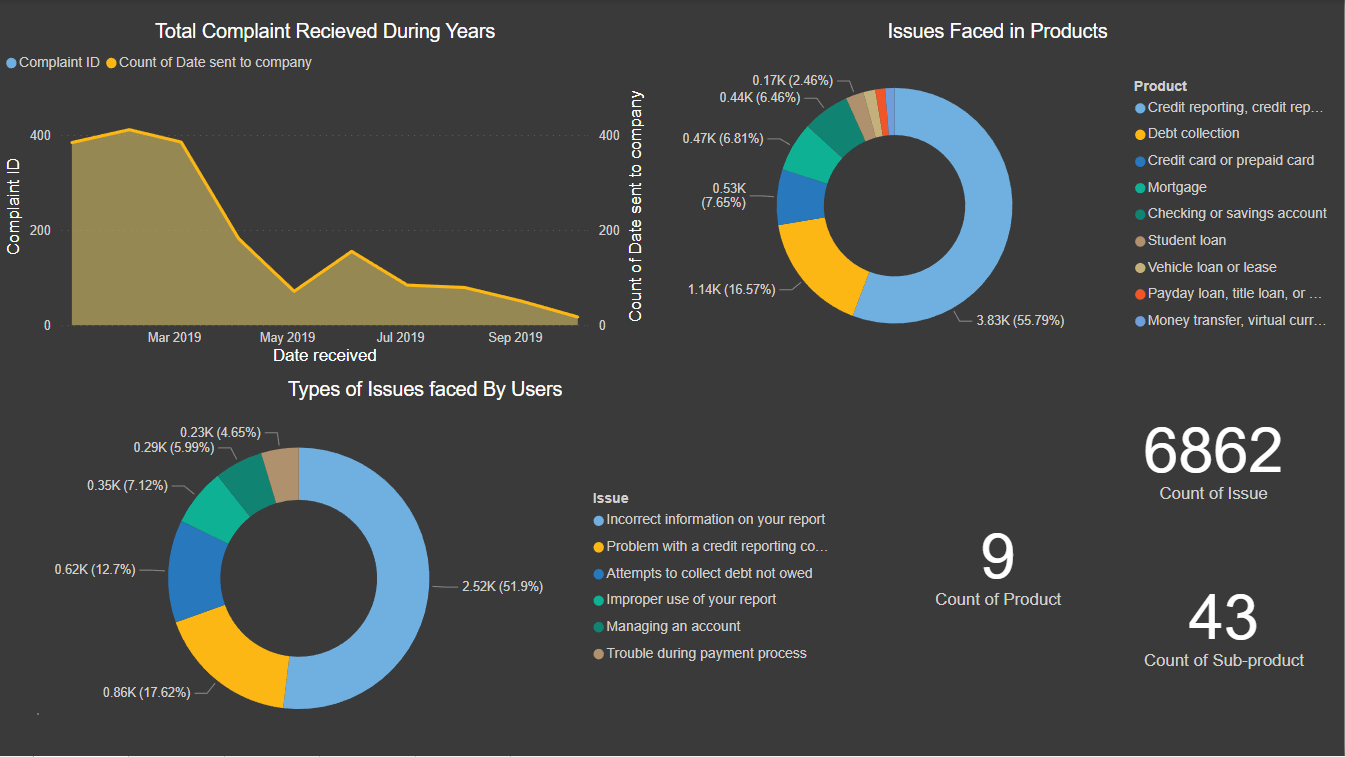 Total Complaint Recieved During Years
Complaint ID
Count of Date sent to company
Complaint ID
400
200
0
400
200
0
Count of Date sent to company
Mar 2019
May 2019
Jul 2019
Sep 2019
Date received
Issues Faced in Products
0.17K (2.46%)
0.44K (6.46%)
0.47K (6.81%)
0.53K
(7.65%)
1.14K (16.57%)
3.83K (55.79%)
Product
Credit reporting, credit rep...
Debt collection
Credit card or prepaid card
Mortgage
Checking or savings account
Student loan
Vehicle loan or lease
Payday loan, title loan, or ...
Money transfer, virtual curr...
Types of Issues faced By Users
0.23K (4.65%)
0.29K (5.99%)
0.35K (7.12%)
0.62K (12.7%)
0.86K (17.62%)
2.52K (51.9%)
Issue
Incorrect information on your report
Problem with a credit reporting co...
Attempts to collect debt not owed
Improper use of your report
Managing an account
Trouble during payment process
6862
Count of Issue
9
Count of Product
43
Count of Sub-product